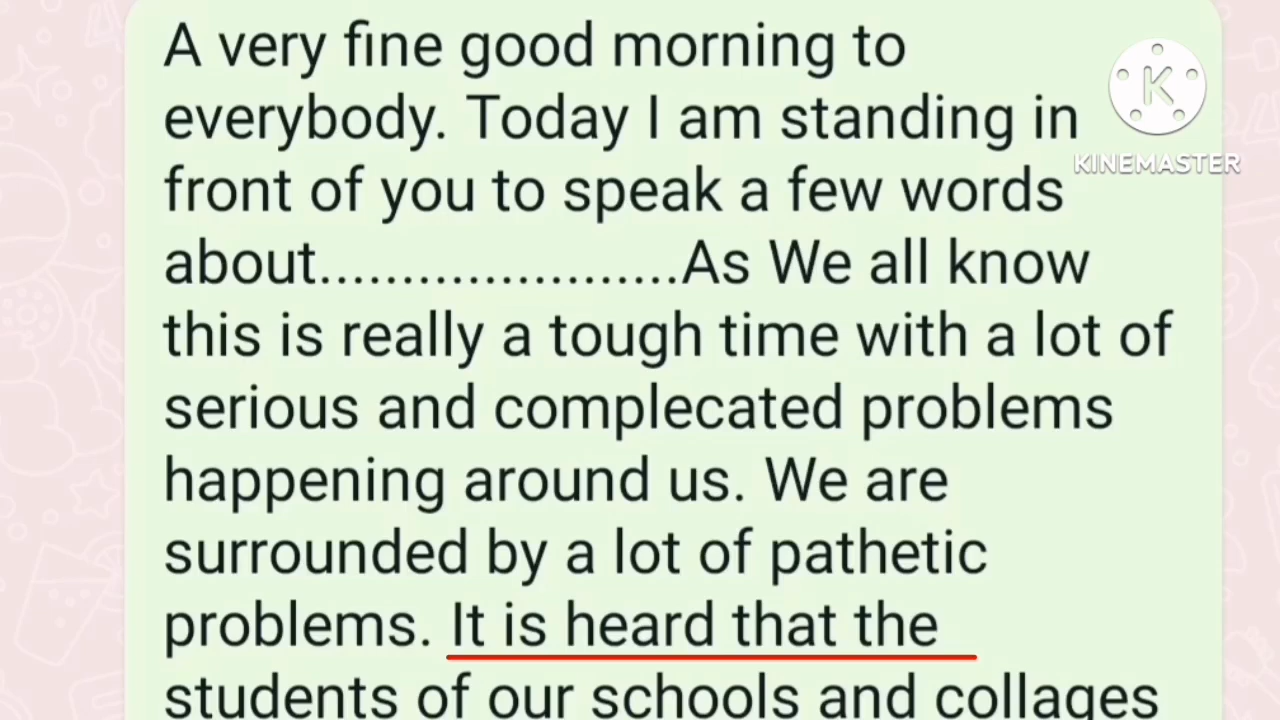 A very fine good morning to
everybody. Today I am standing in
front of you to speak a few words
about......................As We all know
this is really a tough time with a lot of
serious and complecated problems
happening around us. We are
surrounded by a lot of pathetic
problems. It is heard that the
students of our schools and collages
K
KINEMASTER